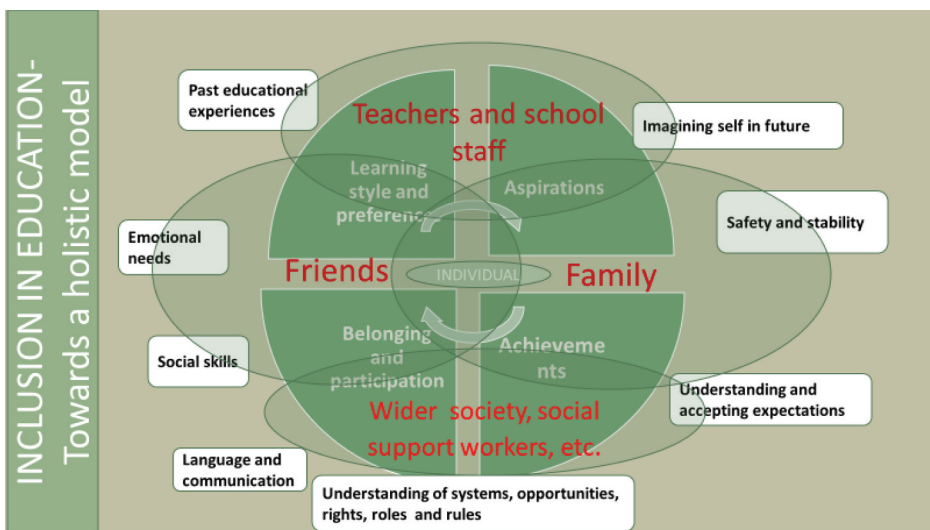 INCLUSION IN EDUCATION-
Towards a holistic model
Past educational
experiences
Teachers and school
staff
Imagining self in future
Learning
style and
preference
Aspirations
Safety and stability
Emotional
needs
Friends
INDIVIDUAL
Family
Belonging
and
participation
Achieveme
nts
Social skills
Understanding and
accepting expectations
Wider society, social
support workers, etc.
Language and
communication
Understanding of systems, opportunities,
rights, roles and rules